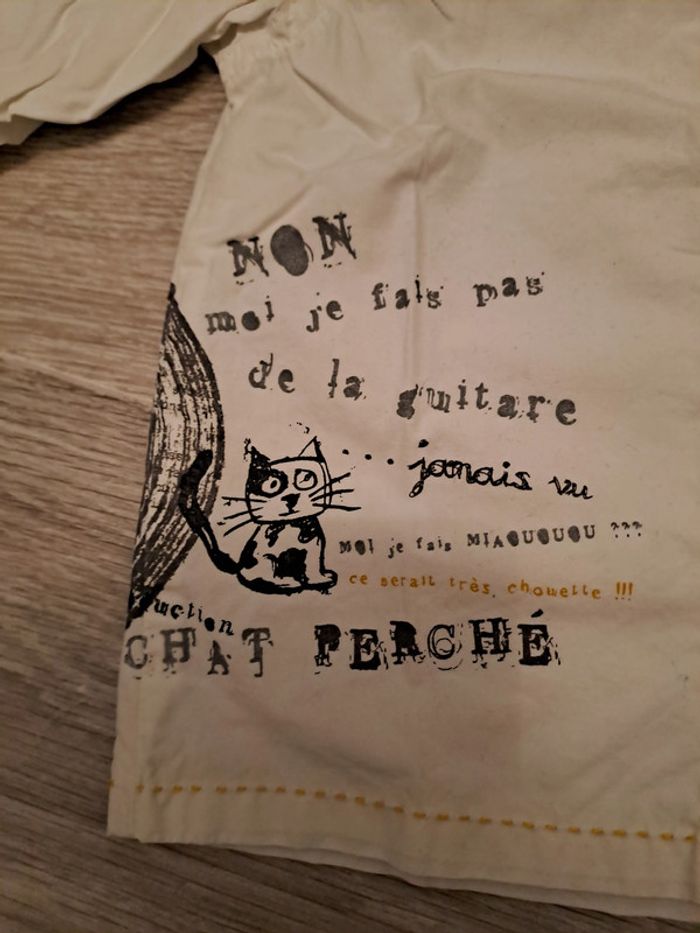 NON
moi je fais pas
de la guitare
... jamais vu
MOI je fais MIAOUOUOU ???
ce serait très chouette !!!
CHAT PERCHÉ